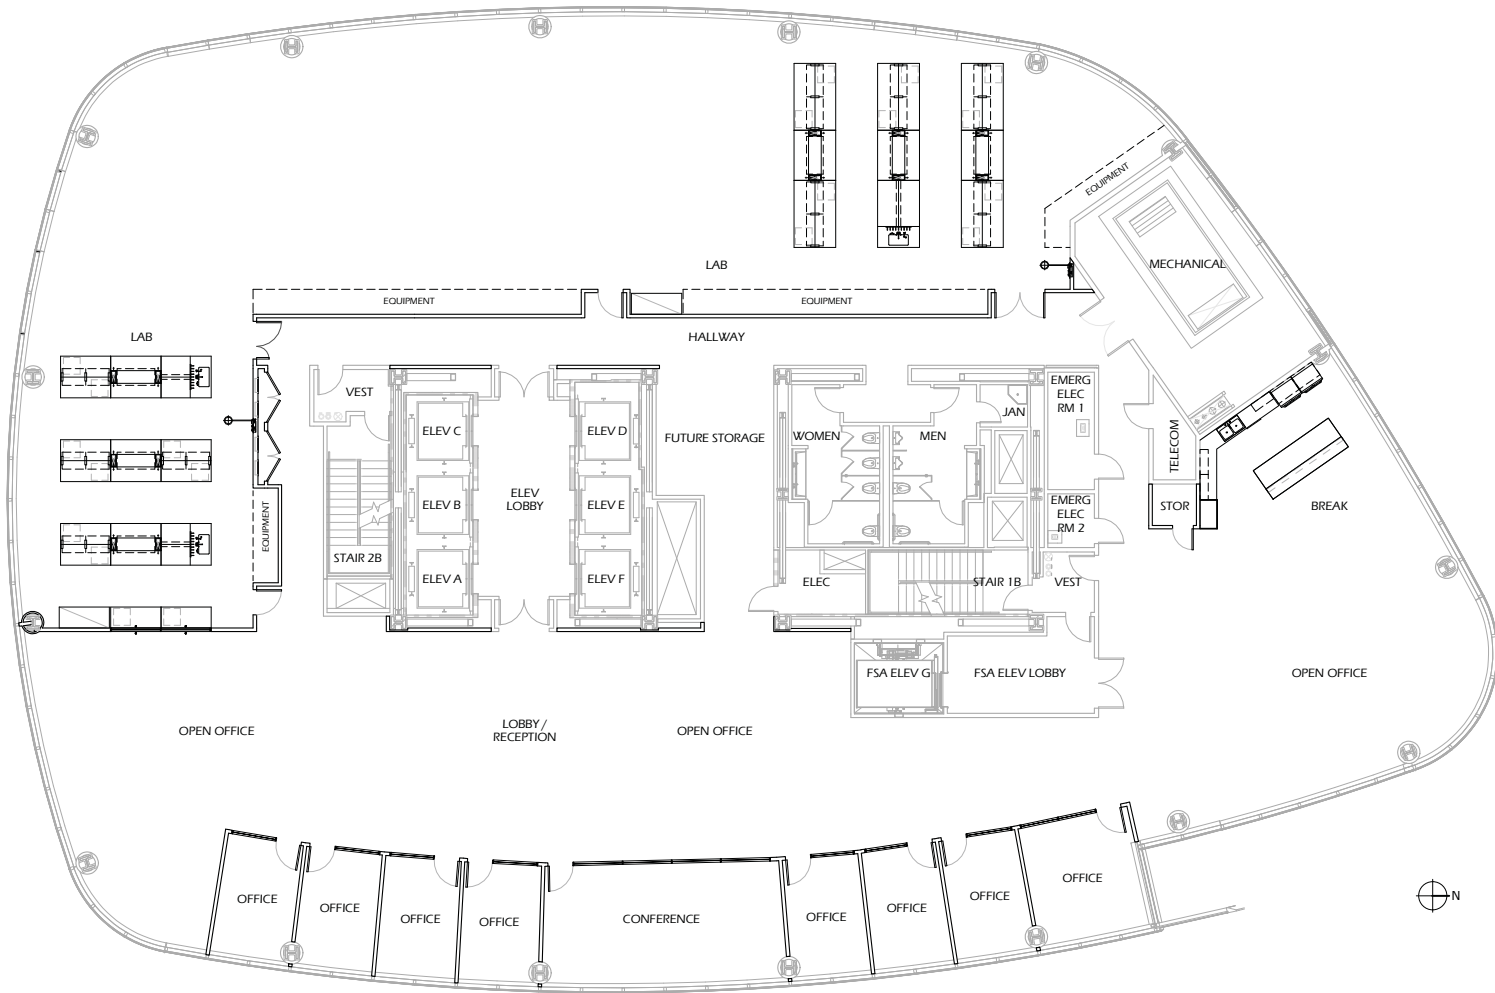 EQUIPMENT
MECHANICAL
LAB
EQUIPMENT
EQUIPMENT
LAB
HALLWAY
VEST
EMERG
ELEC
RM 1
JAN
ELEV C
ELEV D
FUTURE STORAGE
WOMEN
MEN
TELECOM
ELEV
LOBBY
ELEV B
ELEV E
EMERG
ELEC
RM 2
STOR
BREAK
EQUIPMENT
STAIR 2B
ELEV A
ELEV F
ELEC
STAIR 1B
VEST
FSA ELEV G
FSA ELEV LOBBY
OPEN OFFICE
OPEN OFFICE
LOBBY /
RECEPTION
OPEN OFFICE
OFFICE
OFFICE
OFFICE
OFFICE
CONFERENCE
OFFICE
OFFICE
OFFICE
OFFICE
N